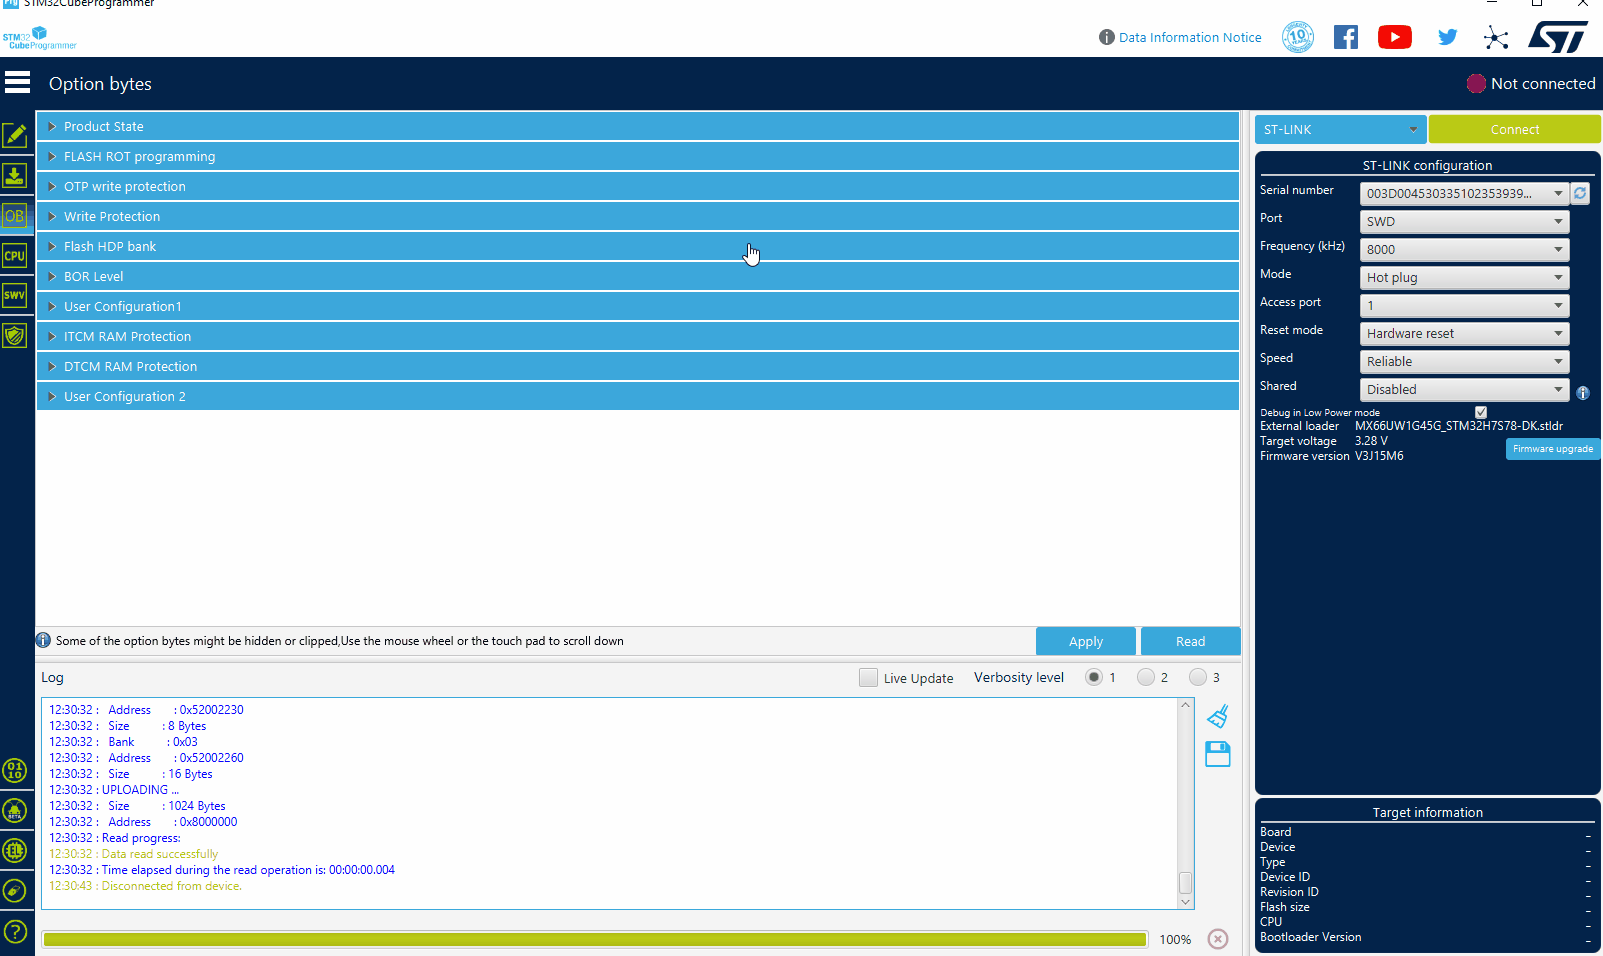 STM32CubeProgrammer
STM32
CubeProgrammer
Data Information Notice
Option bytes
Not connected
Product State
FLASH ROT programming
OTP write protection
Write Protection
Flash HDP bank
BOR Level
User Configuration1
ITCM RAM Protection
DTCM RAM Protection
User Configuration 2
OB
CPU
SWV
ST-LINK
Connect
ST-LINK configuration
Serial number 003D004530335102353939...
Port SWD
Frequency (kHz) 8000
Mode Hot plug
Access port 1
Reset mode Hardware reset
Speed Reliable
Shared Disabled
Debug in Low Power mode
External loader MX66UW1G45G_STM32H7S78-DK.stldr
Target voltage 3.28 V
Firmware version V3J15M6
Firmware upgrade
Some of the option bytes might be hidden or clipped,Use the mouse wheel or the touch pad to scroll down
Apply
Read
Log
Live Update
Verbosity level 1 2 3
12:30:32 : Address : 0x52002230
12:30:32 : Size : 8 Bytes
12:30:32 : Bank : 0x03
12:30:32 : Address : 0x52002260
12:30:32 : Size : 16 Bytes
12:30:32 : UPLOADING ...
12:30:32 : Size : 1024 Bytes
12:30:32 : Address : 0x8000000
12:30:32 : Read progress:
12:30:32 : Data read successfully
12:30:32 : Time elapsed during the read operation is: 00:00:00.004
12:30:43 : Disconnected from device.
100%
Target information
Board -
Device -
Type -
Device ID -
Revision ID -
Flash size -
CPU -
Bootloader Version -